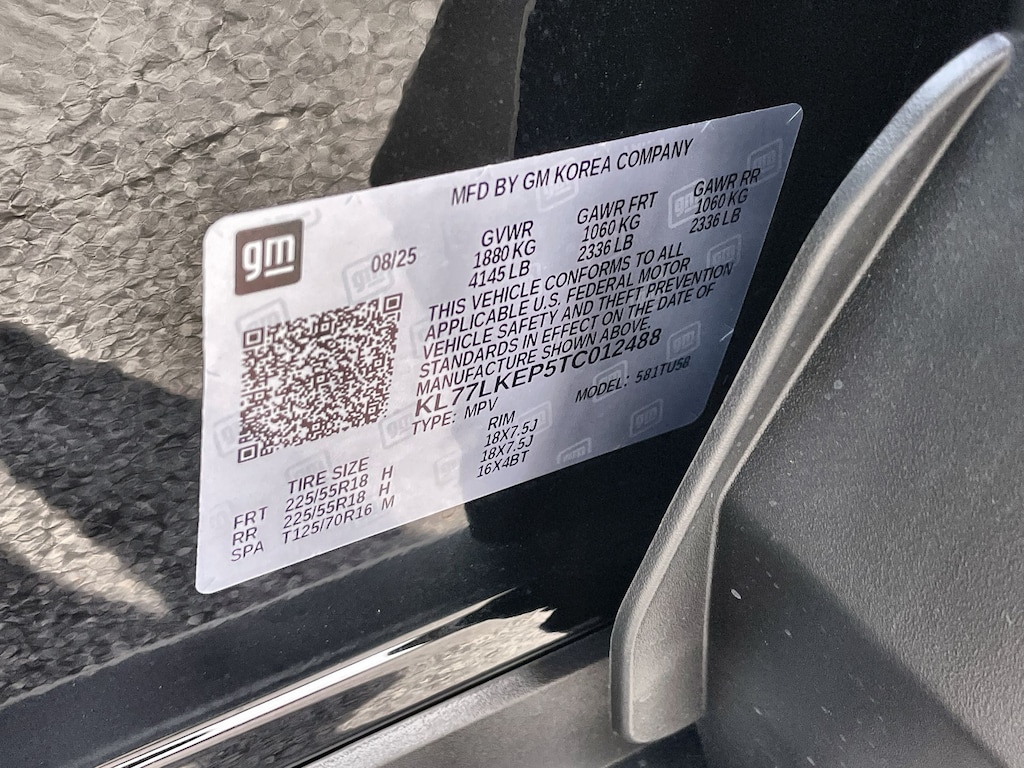 MFD BY GM KOREA COMPANY
gm
08/25
GVWR GAWR FRT GAWR RR
1880 KG 1060 KG 1060 KG
4145 LB 2336 LB 2336 LB
THIS VEHICLE CONFORMS TO ALL
APPLICABLE U.S. FEDERAL MOTOR
VEHICLE SAFETY AND THEFT PREVENTION
STANDARDS IN EFFECT ON THE DATE OF
MANUFACTURE SHOWN ABOVE.
KL77LKEP5TC012488
TYPE: MPV MODEL: 581TU58
TIRE SIZE RIM
FRT 225/55R18 H 18X7.5J
RR 225/55R18 H 18X7.5J
SPA T125/70R16 M 16X4BT